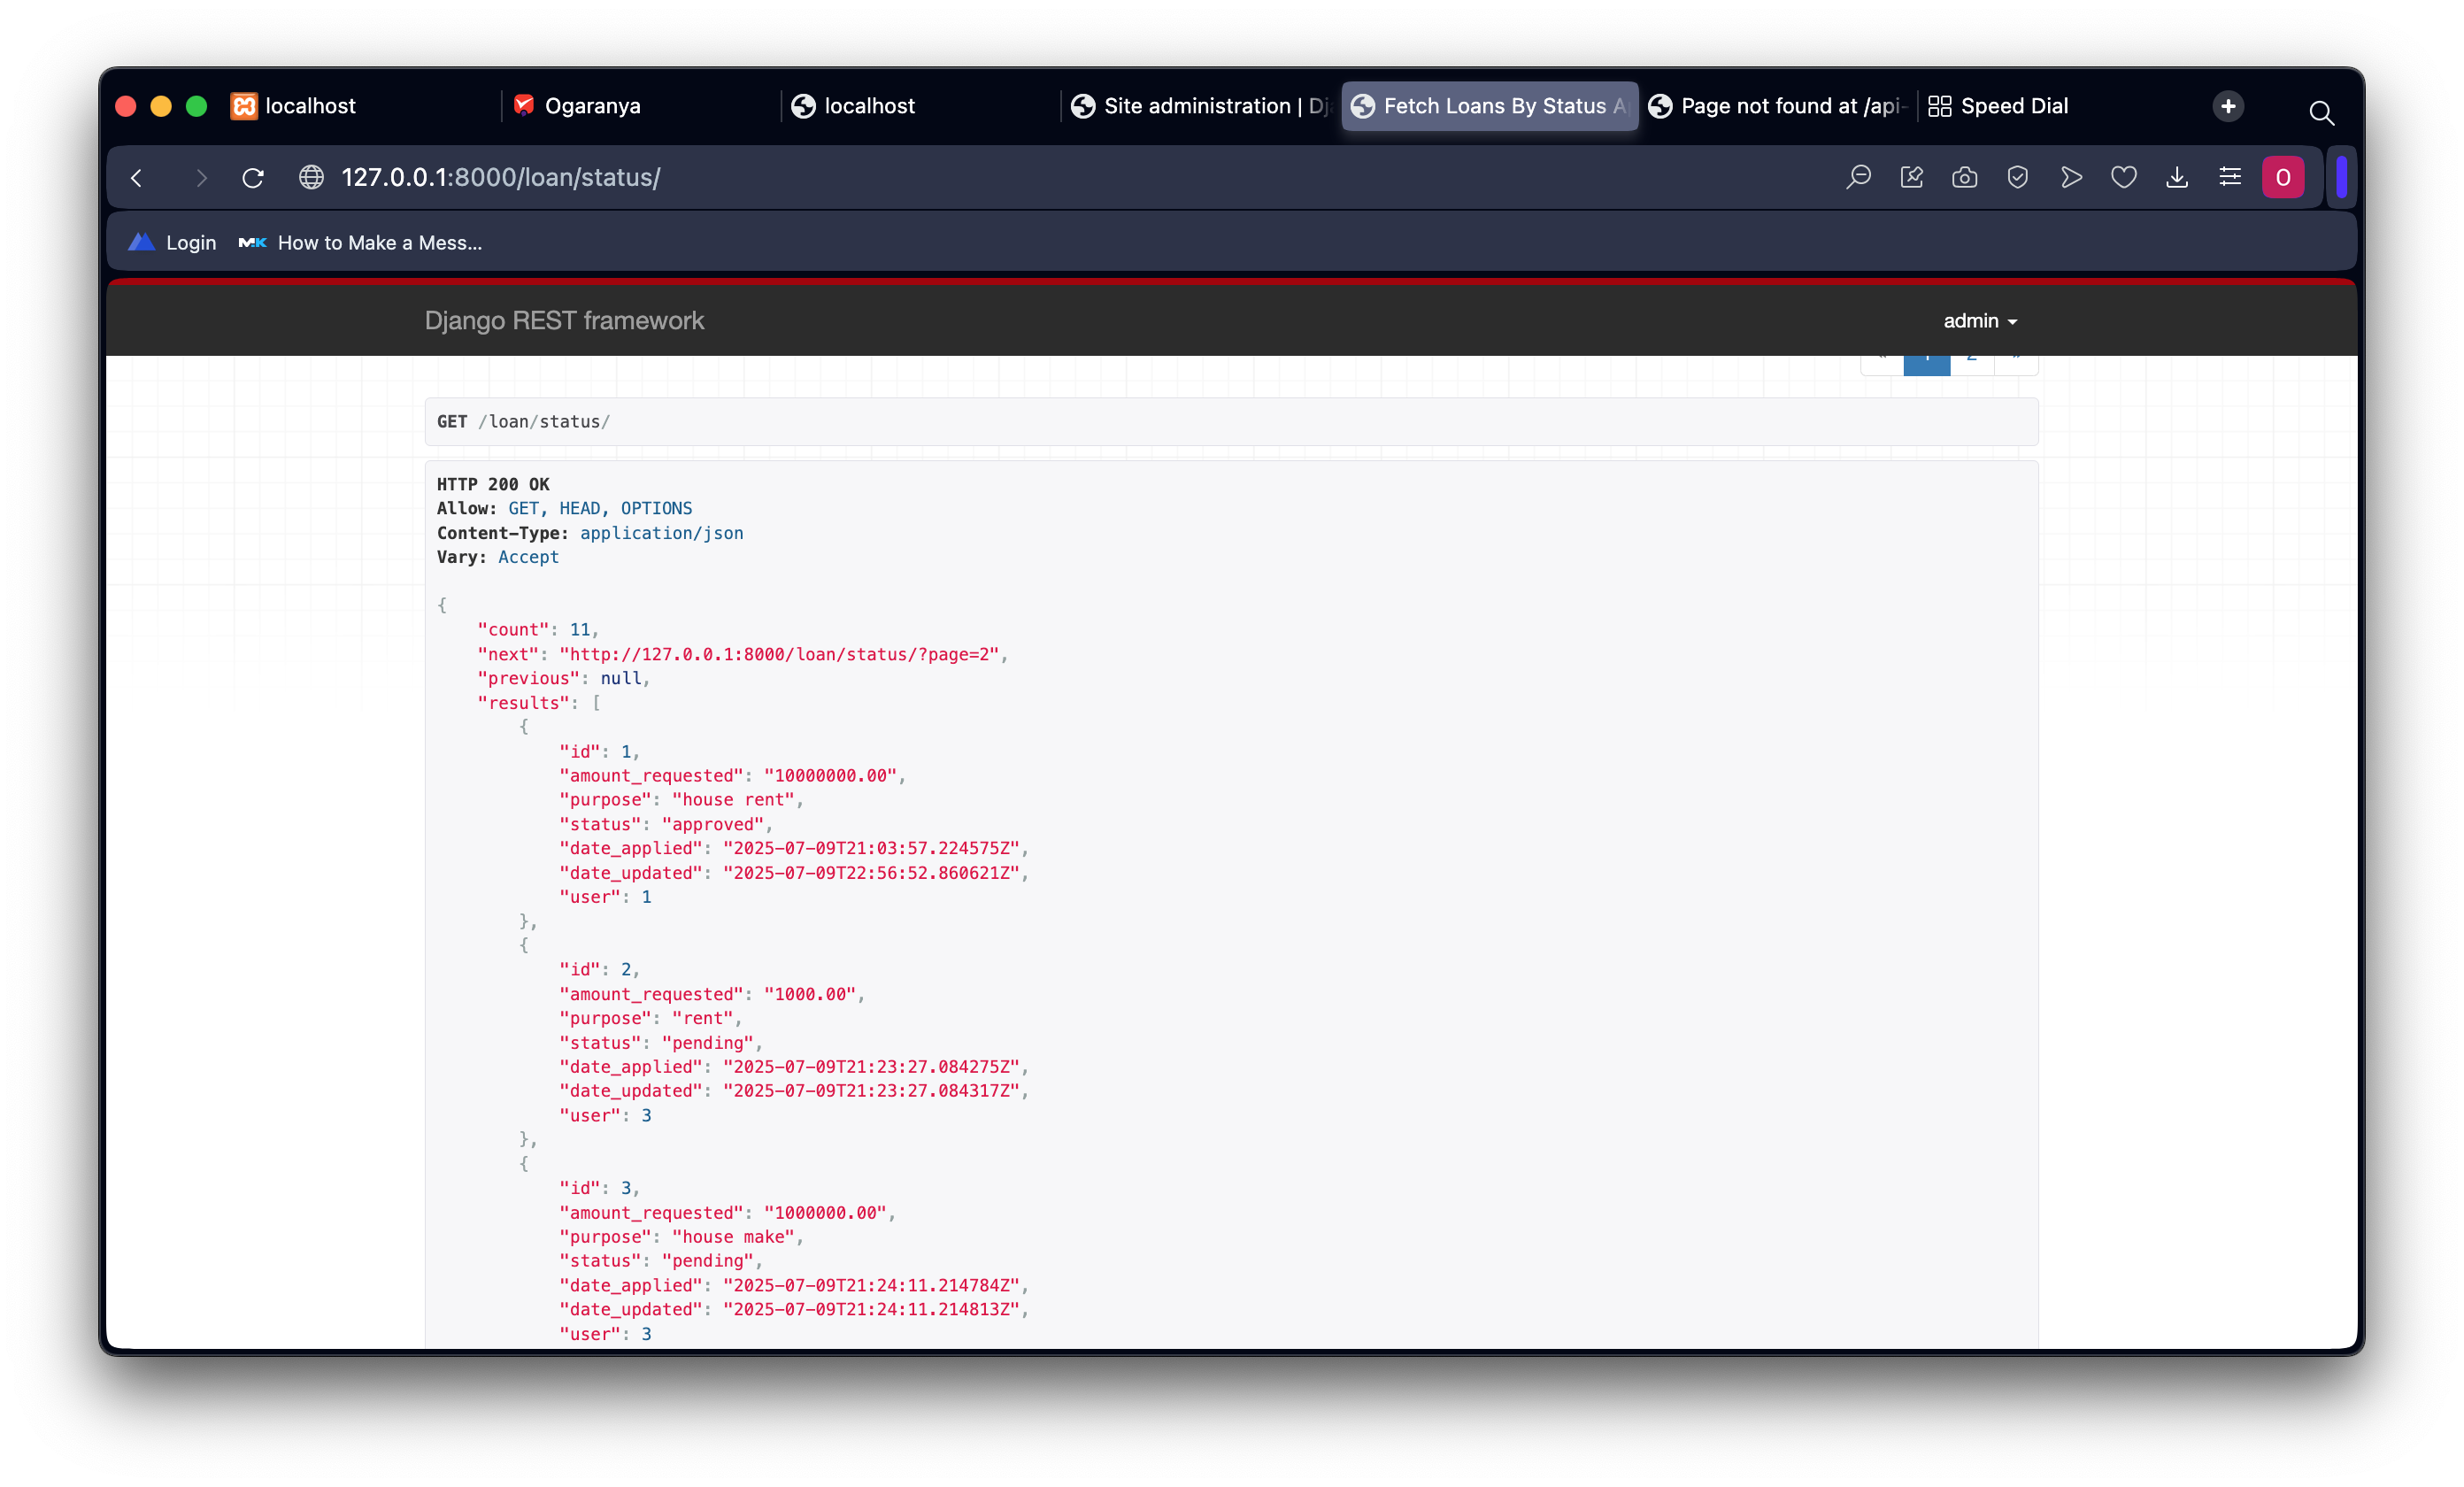 localhost
Ogaranya
localhost
Site administration | Dj
Fetch Loans By Status A
Page not found at /api-
Speed Dial
127.0.0.1:8000/loan/status/
O
Login
MK How to Make a Mess...
Django REST framework
admin
« 1 2 »
GET /loan/status/
HTTP 200 OK
Allow: GET, HEAD, OPTIONS
Content-Type: application/json
Vary: Accept
{
"count": 11,
"next": "http://127.0.0.1:8000/loan/status/?page=2",
"previous": null,
"results": [
{
"id": 1,
"amount_requested": "10000000.00",
"purpose": "house rent",
"status": "approved",
"date_applied": "2025-07-09T21:03:57.224575Z",
"date_updated": "2025-07-09T22:56:52.860621Z",
"user": 1
},
{
"id": 2,
"amount_requested": "1000.00",
"purpose": "rent",
"status": "pending",
"date_applied": "2025-07-09T21:23:27.084275Z",
"date_updated": "2025-07-09T21:23:27.084317Z",
"user": 3
},
{
"id": 3,
"amount_requested": "1000000.00",
"purpose": "house make",
"status": "pending",
"date_applied": "2025-07-09T21:24:11.214784Z",
"date_updated": "2025-07-09T21:24:11.214813Z",
"user": 3